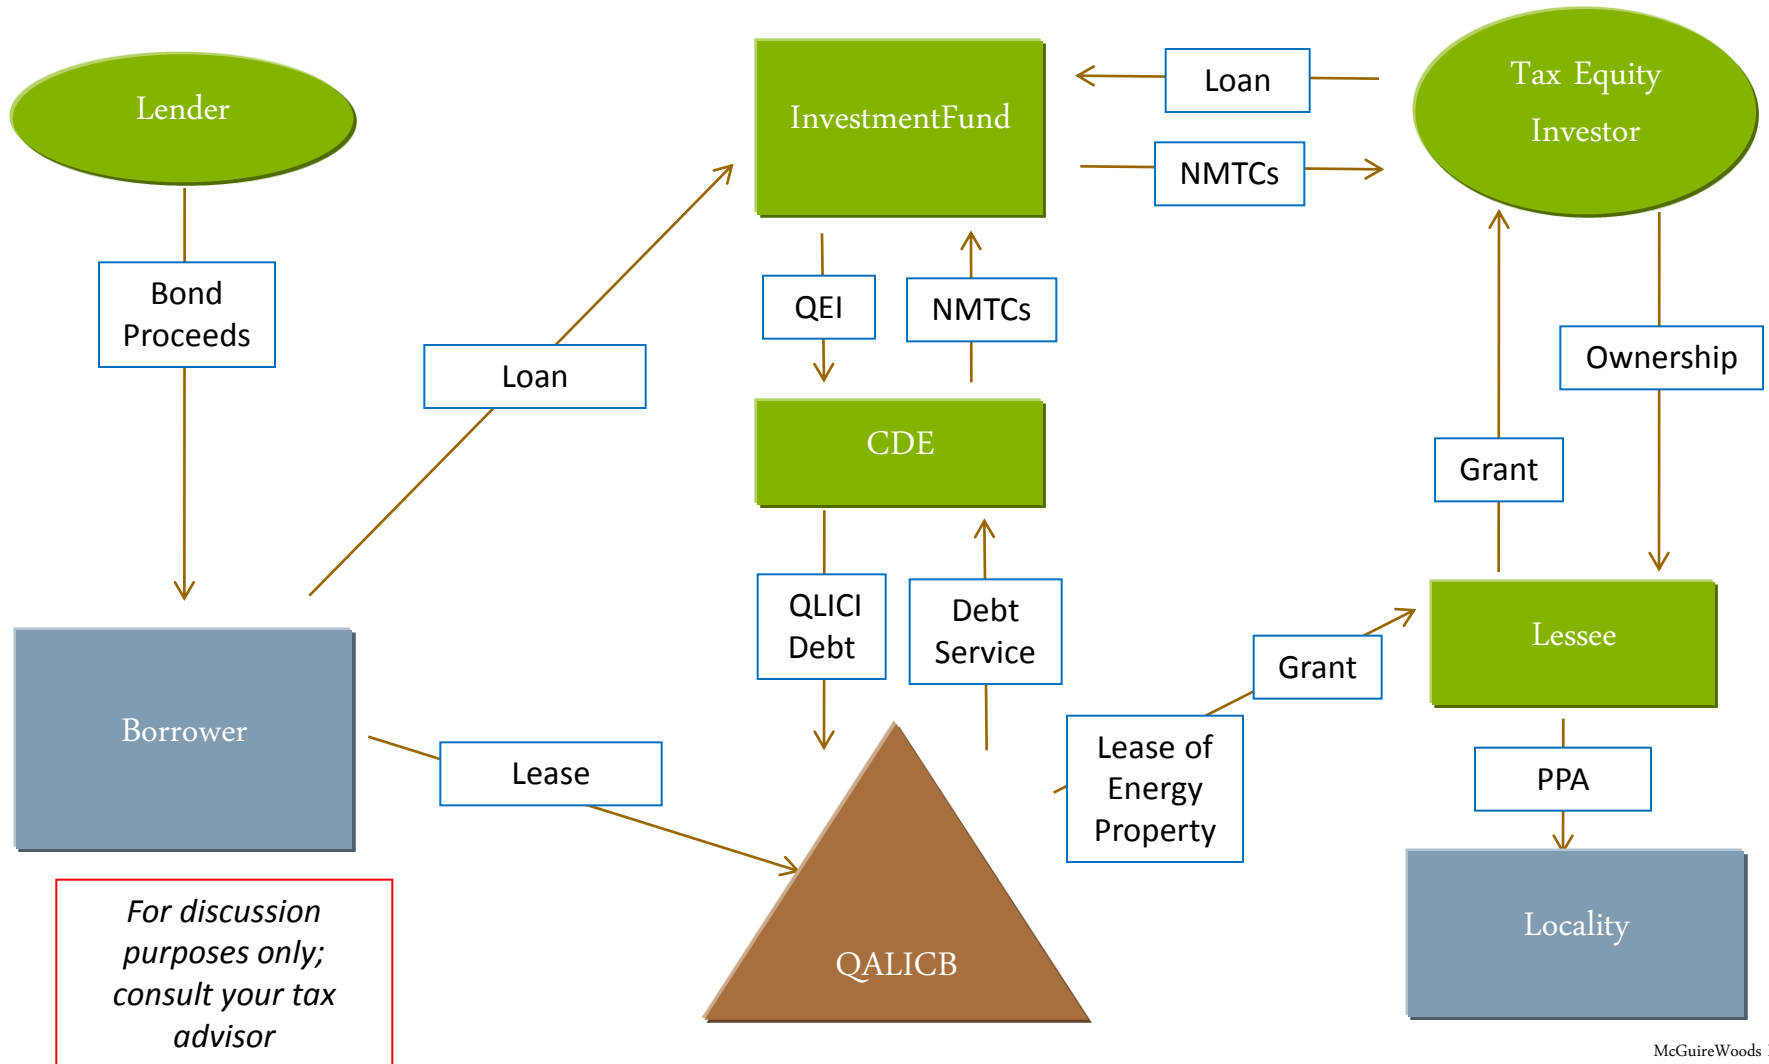 Lender
InvestmentFund
Loan
Tax Equity
Investor
NMTCs
Bond
Proceeds
QEI
NMTCs
Ownership
Loan
CDE
Grant
QLICI
Debt
Debt
Service
Grant
Lessee
Borrower
Lease
Lease of
Energy
Property
PPA
For discussion
purposes only;
consult your tax
advisor
QALICB
Locality
McGuireWoods